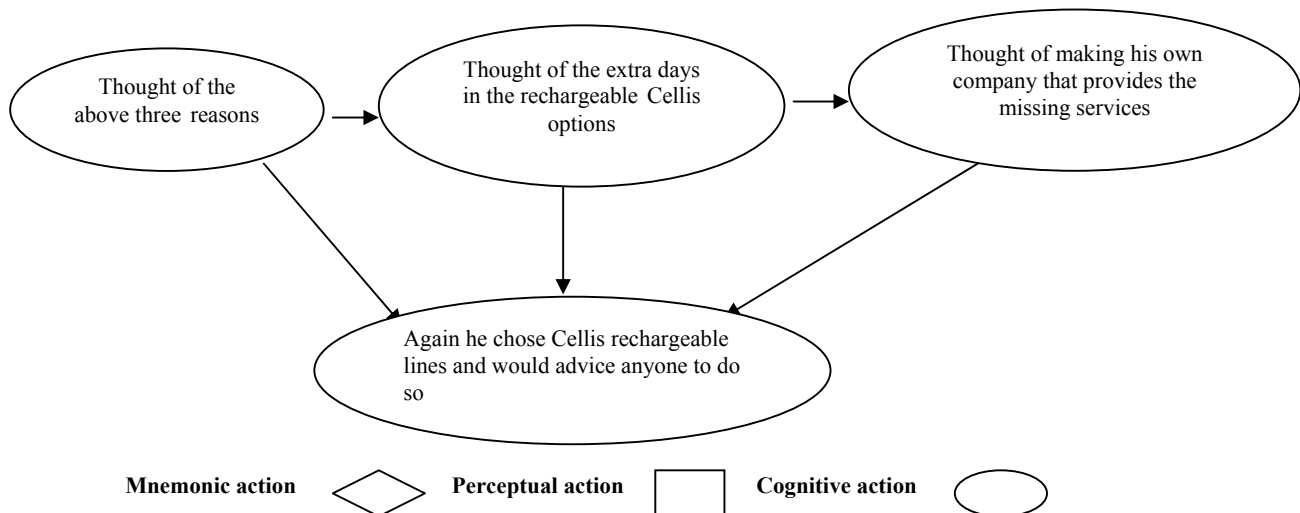 Thought of the
above three reasons
Thought of the extra days
in the rechargeable Cellis
options
Thought of making his own
company that provides the
missing services
Again he chose Cellis rechargeable
lines and would advice anyone to do
so
Mnemonic action Perceptual action Cognitive action